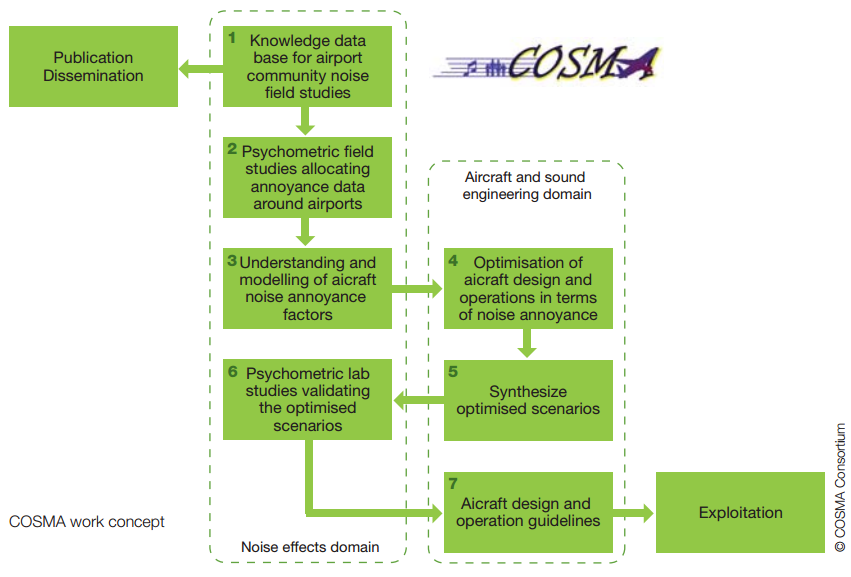 Publication
Dissemination
1 Knowledge data
base for airport
community noise
field studies
COSMA
2 Psychometric field
studies allocating
annoyance data
around airports
Aircraft and sound
engineering domain
3 Understanding and
modelling of aicraft
noise annoyance
factors
4 Optimisation of
aicraft design and
operations in terms
of noise annoyance
6 Psychometric lab
studies validating
the optimised
scenarios
5
Synthesize
optimised scenarios
7
Aicraft design and
operation guidelines
Exploitation
COSMA work concept
Noise effects domain
© COSMA Consortium